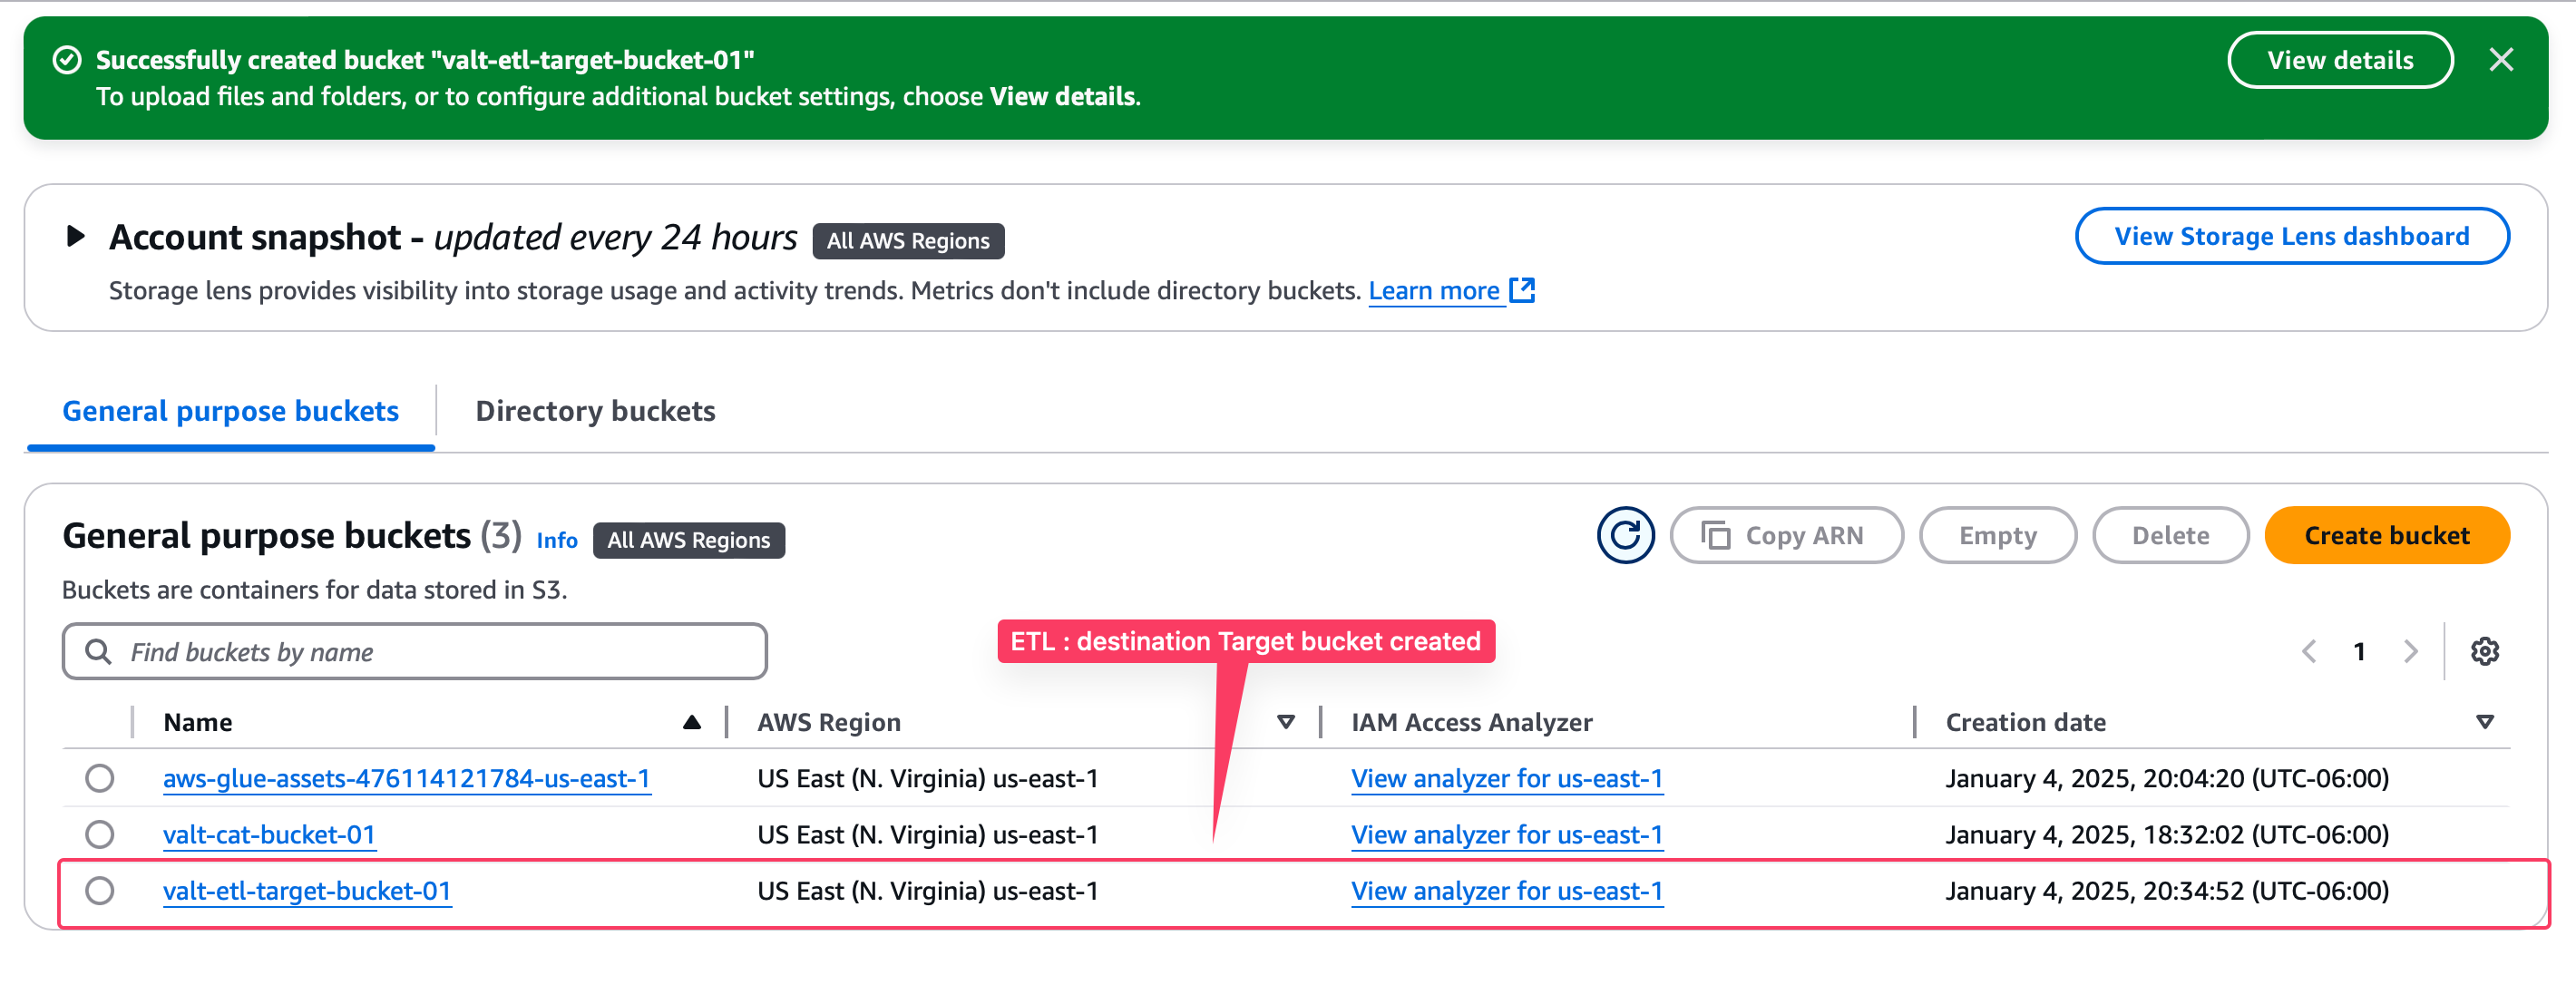 Successfully created bucket "valt-etl-target-bucket-01"
View details
To upload files and folders, or to configure additional bucket settings, choose View details.
Account snapshot - updated every 24 hours All AWS Regions
View Storage Lens dashboard
Storage lens provides visibility into storage usage and activity trends. Metrics don't include directory buckets. Learn more
General purpose buckets
Directory buckets
General purpose buckets (3) Info All AWS Regions
Copy ARN
Empty
Delete
Create bucket
Buckets are containers for data stored in S3.
Find buckets by name
ETL : destination Target bucket created
1
Name AWS Region IAM Access Analyzer Creation date
aws-glue-assets-476114121784-us-east-1 US East (N. Virginia) us-east-1 View analyzer for us-east-1 January 4, 2025, 20:04:20 (UTC-06:00)
valt-cat-bucket-01 US East (N. Virginia) us-east-1 View analyzer for us-east-1 January 4, 2025, 18:32:02 (UTC-06:00)
valt-etl-target-bucket-01 US East (N. Virginia) us-east-1 View analyzer for us-east-1 January 4, 2025, 20:34:52 (UTC-06:00)